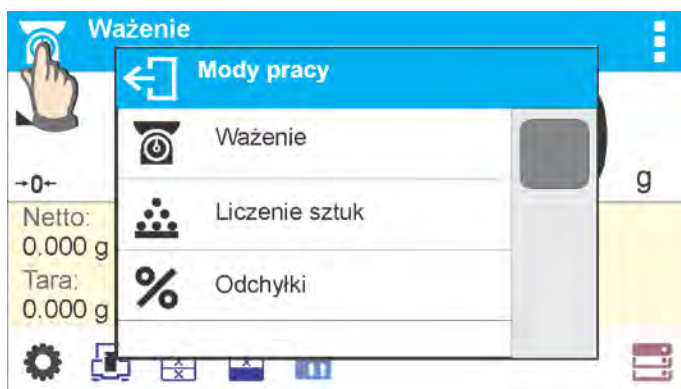 Ważenie
Mody pracy
Ważenie
→0←
g
Liczenie sztuk
Netto:
0.000 g
Odchyłki
Tara:
0.000 g